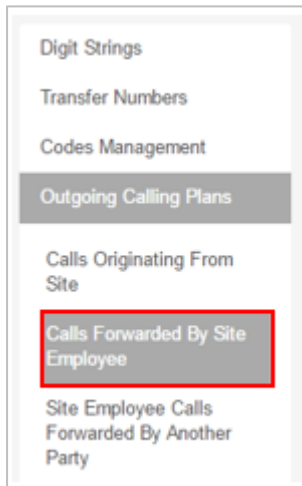 Digit Strings
Transfer Numbers
Codes Management
Outgoing Calling Plans
Calls Originating From
Site
Calls Forwarded By Site
Employee
Site Employee Calls
Forwarded By Another
Party